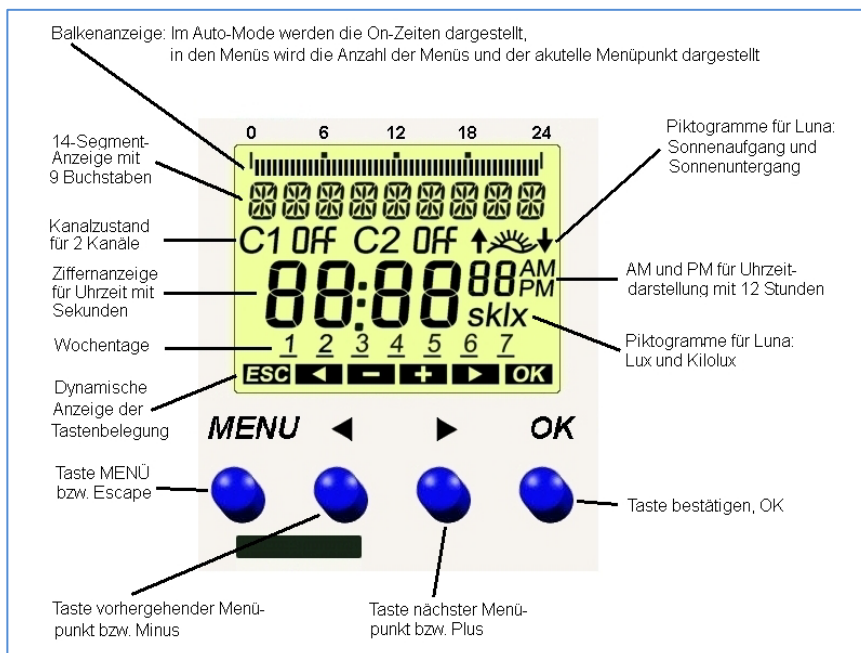 Balkenanzeige: Im Auto-Mode werden die On-Zeiten dargestellt,
in den Menüs wird die Anzahl der Menüs und der akutelle Menüpunkt dargestellt
0 6 12 18 24
14-Segment-
Anzeige mit
9 Buchstaben
Piktogramme für Luna:
Sonnenaufgang und
Sonnenuntergang
Kanalzustand
für 2 Kanäle
C1 OFF C2 OFF
Ziffernanzeige
für Uhrzeit mit
Sekunden
88:88 88 AM
PM
AM und PM für Uhrzeit-
darstellung mit 12 Stunden
sklx
Piktogramme für Luna:
Lux und Kilolux
Wochentage
1 2 3 4 5 6 7
ESC ◄ − + ► OK
Dynamische
Anzeige der
Tastenbelegung
MENU ◄ ► OK
Taste MENÜ
bzw. Escape
Taste bestätigen, OK
Taste vorhergehender Menü-
punkt bzw. Minus
Taste nächster Menü-
punkt bzw. Plus